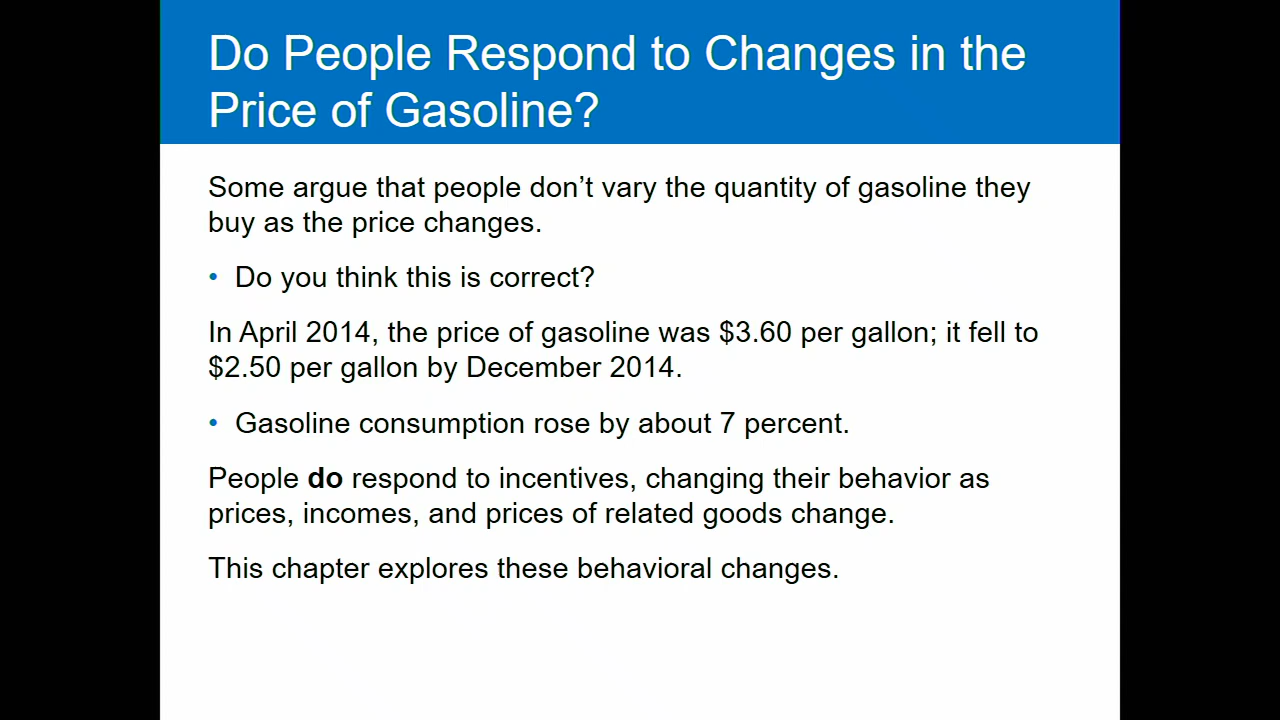 Do People Respond to Changes in the
Price of Gasoline?
Some argue that people don’t vary the quantity of gasoline they
buy as the price changes.
• Do you think this is correct?
In April 2014, the price of gasoline was $3.60 per gallon; it fell to
$2.50 per gallon by December 2014.
• Gasoline consumption rose by about 7 percent.
People do respond to incentives, changing their behavior as
prices, incomes, and prices of related goods change.
This chapter explores these behavioral changes.